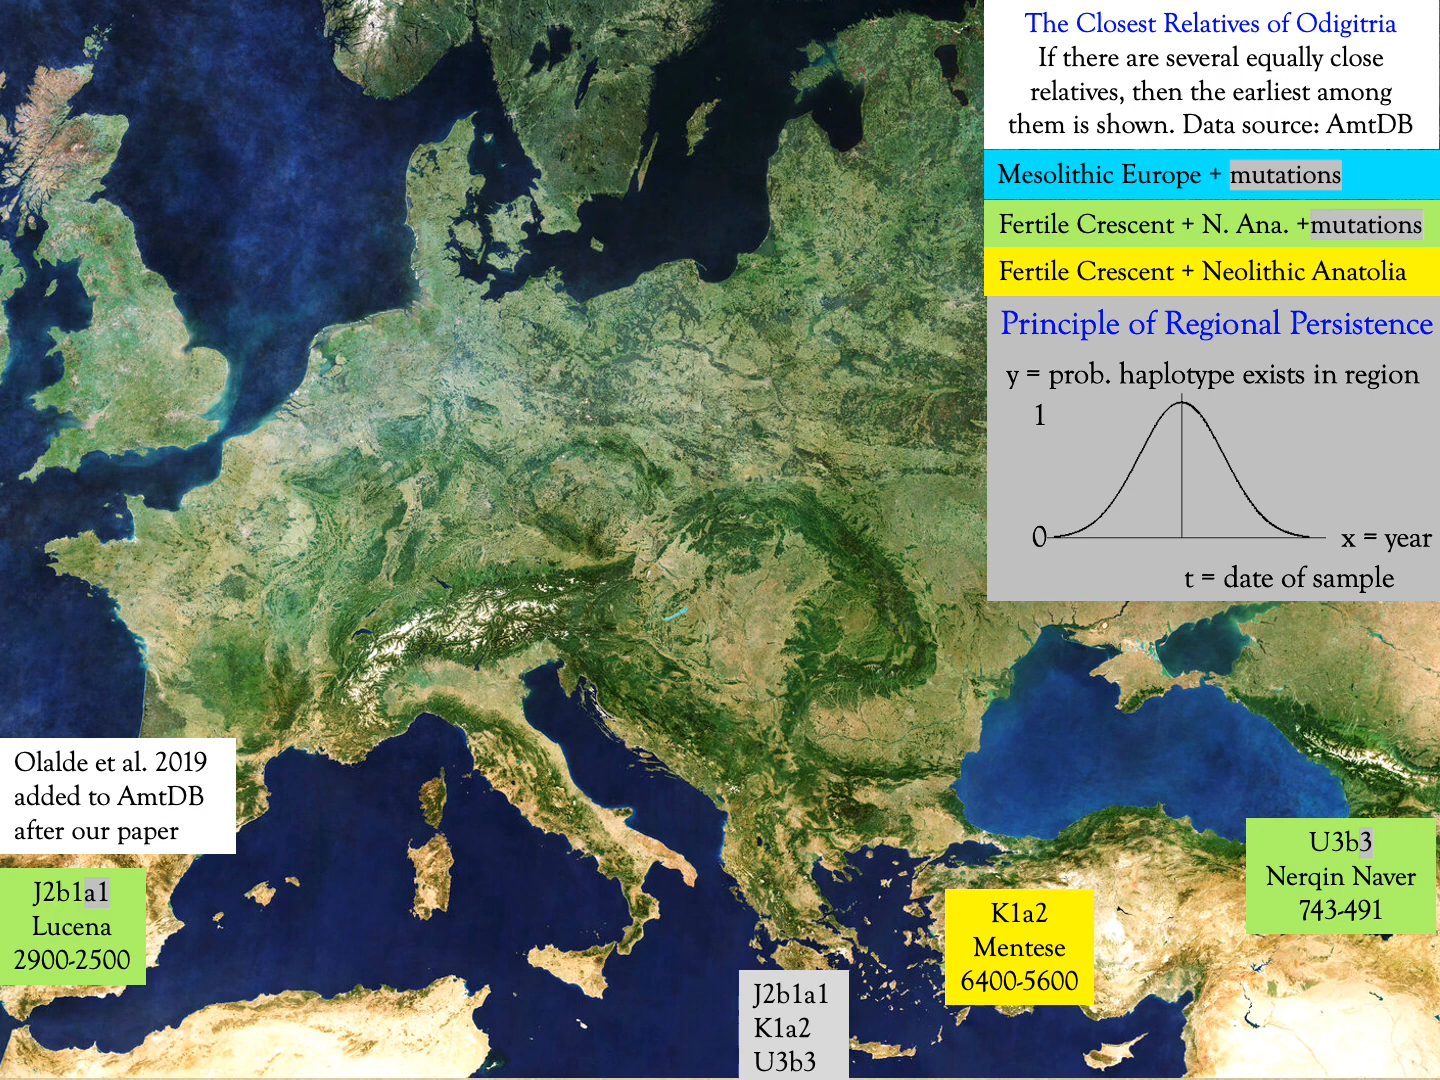 The Closest Relatives of Odigitria
If there are several equally close
relatives, then the earliest among
them is shown. Data source: AmtDB
Mesolithic Europe + mutations
Fertile Crescent + N. Ana. +mutations
Fertile Crescent + Neolithic Anatolia
Principle of Regional Persistence
y = prob. haplotype exists in region
1
0
x = year
t = date of sample
Olalde et al. 2019
added to AmtDB
after our paper
J2b1a1
Lucena
2900-2500
J2b1a1
K1a2
U3b3
K1a2
Mentese
6400-5600
U3b3
Nerqin Naver
743-491